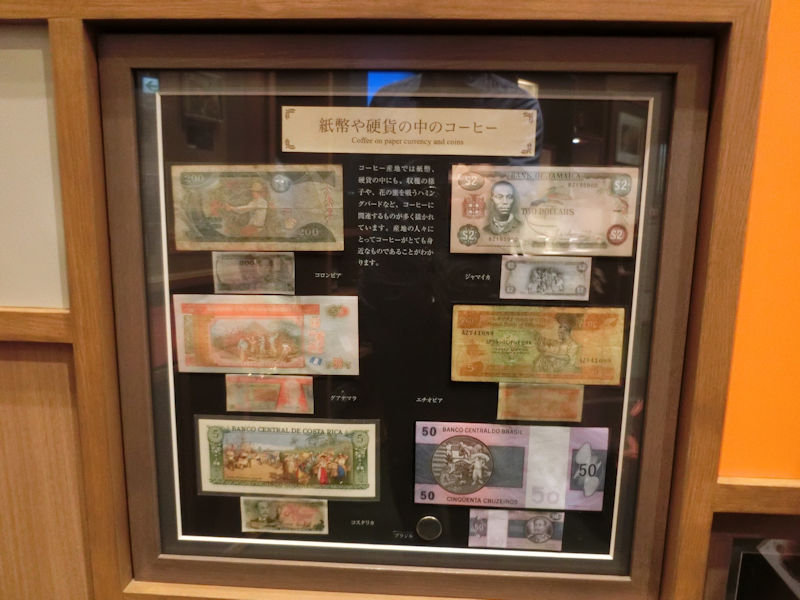 紙幣や硬貨の中のコーヒー
Coffee on paper currency and coins
コーヒー産地では紙幣、
硬貨の中にも、収穫の様
子や、花の蜜を吸うハミン
グバードなど、コーヒーに
関連するものが多く描かれ
ています。産地の人々に
とってコーヒーがとても身
近なものであることがわか
ります。
200
200
コロンビア
BANK OF JAMAICA
$2
$2
TWO DOLLARS
$2
$2
ジャマイカ
グアテマラ
AZ741088
AZ741088
5
エチオピア
BANCO CENTRAL DE COSTA RICA
5
5
コスタリカ
50
BANCO CENTRAL DO BRASIL
50
50
CINQÜENTA CRUZEIROS
50
50
ブラジル